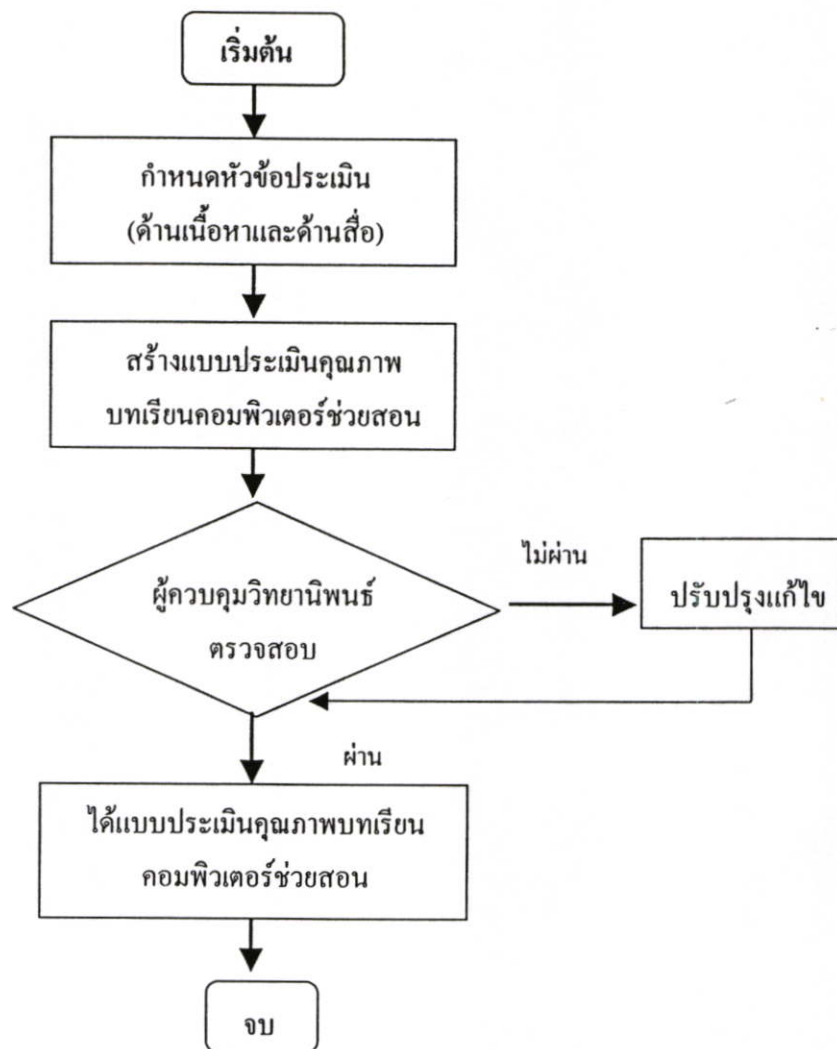 เริ่มต้น
กำหนดหัวข้อประเมิน
(ด้านเนื้อหาและด้านสื่อ)
สร้างแบบประเมินคุณภาพ
บทเรียนคอมพิวเตอร์ช่วยสอน
ผู้ควบคุมวิทยานิพนธ์
ตรวจสอบ
ไม่ผ่าน
ปรับปรุงแก้ไข
ผ่าน
ได้แบบประเมินคุณภาพบทเรียน
คอมพิวเตอร์ช่วยสอน
จบ